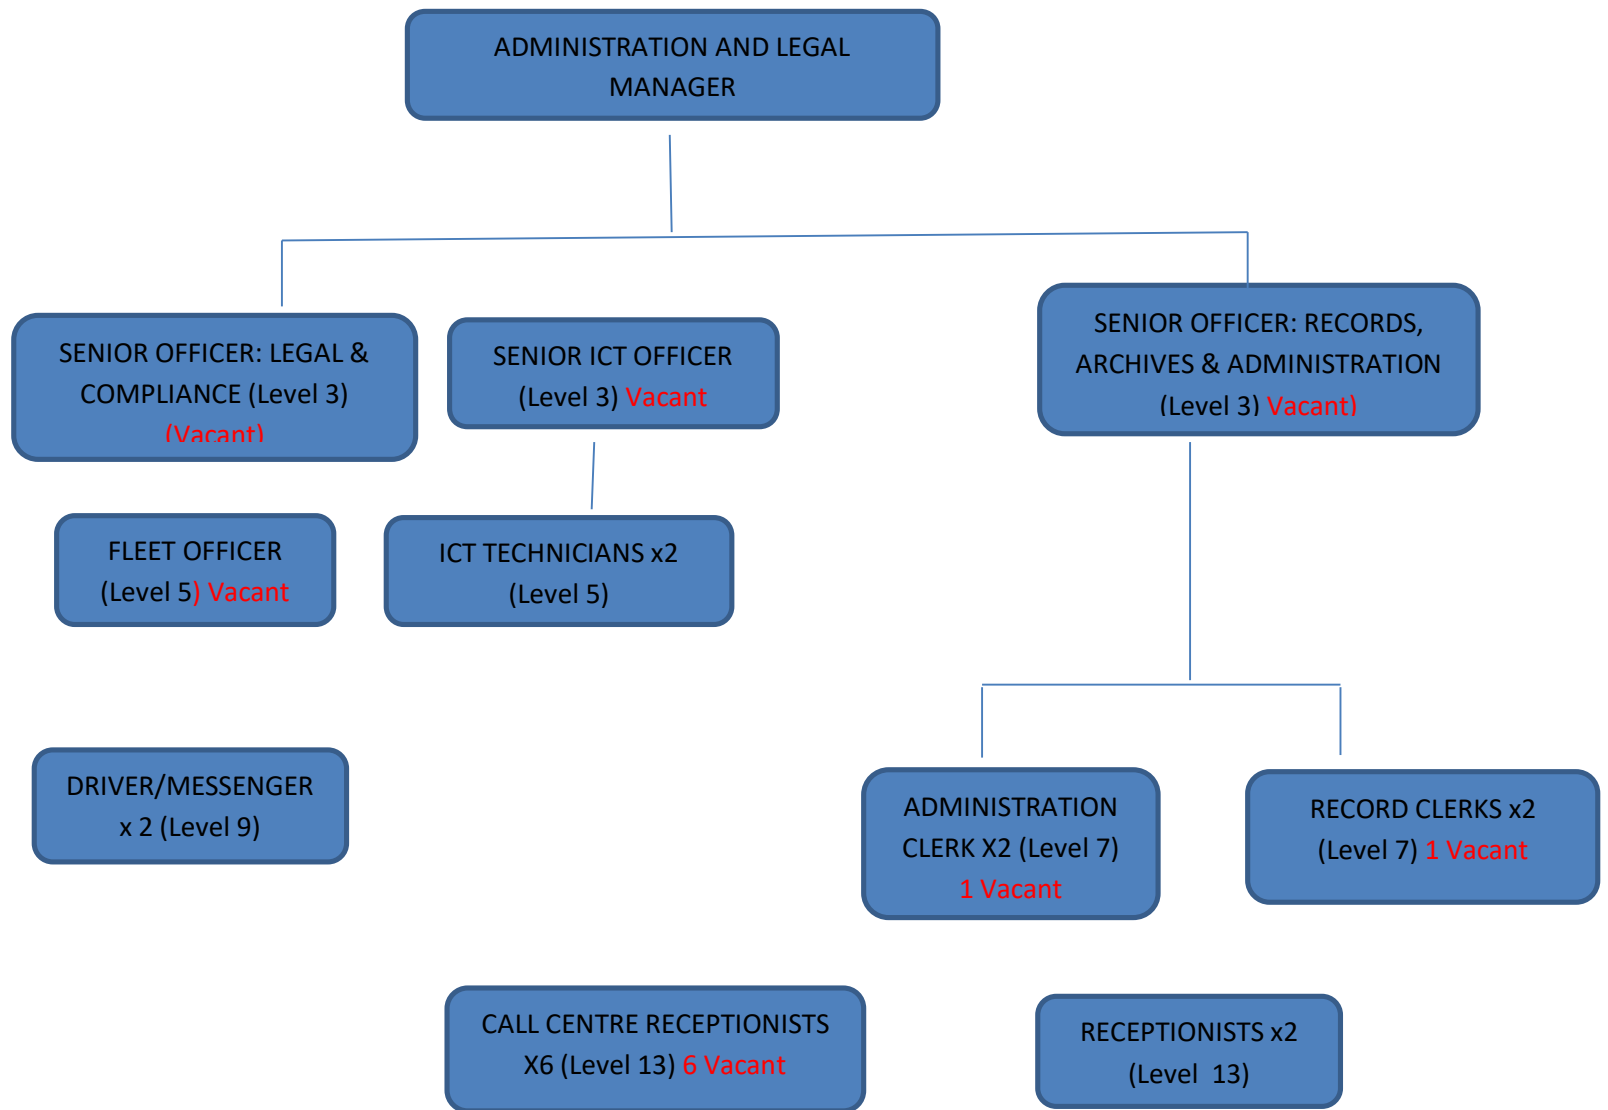 ADMINISTRATION AND LEGAL
MANAGER
SENIOR OFFICER: LEGAL &
COMPLIANCE (Level 3)
(Vacant)
SENIOR ICT OFFICER
(Level 3) Vacant
SENIOR OFFICER: RECORDS,
ARCHIVES & ADMINISTRATION
(Level 3) Vacant)
FLEET OFFICER
(Level 5) Vacant
ICT TECHNICIANS x2
(Level 5)
DRIVER/MESSENGER
x 2 (Level 9)
ADMINISTRATION
CLERK X2 (Level 7)
1 Vacant
RECORD CLERKS x2
(Level 7) 1 Vacant
CALL CENTRE RECEPTIONISTS
X6 (Level 13) 6 Vacant
RECEPTIONISTS x2
(Level 13)